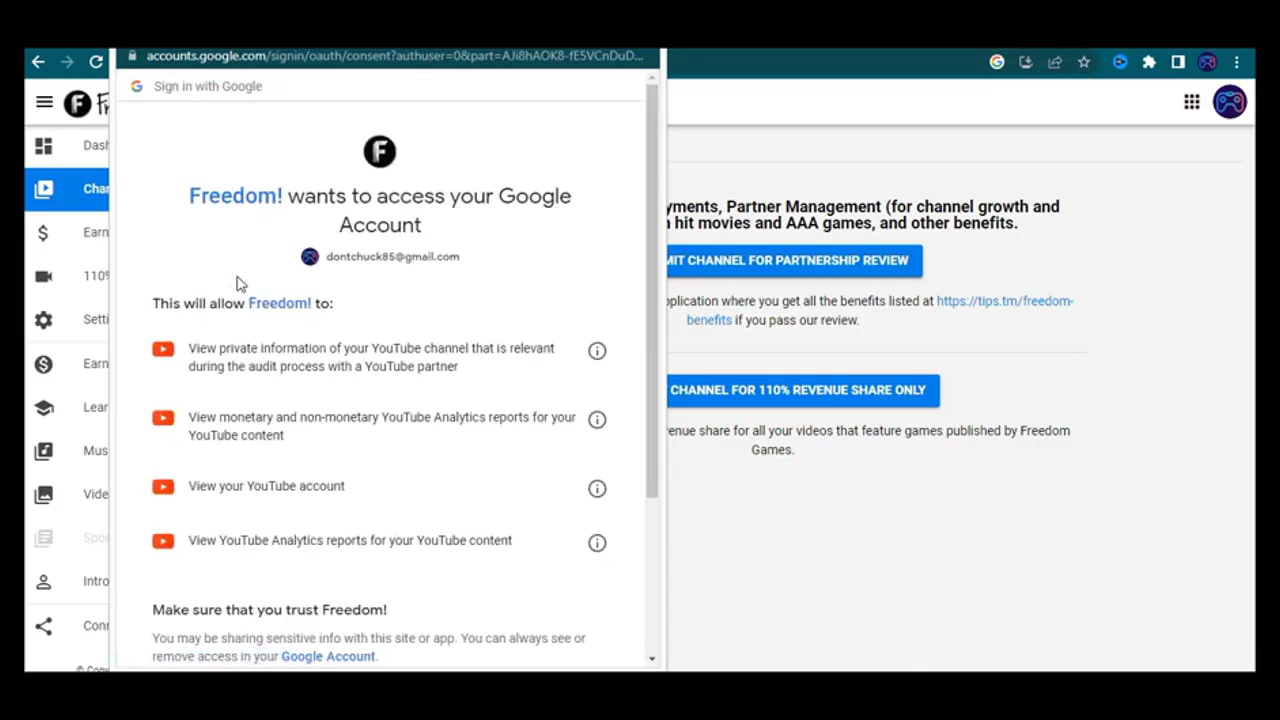 accounts.google.com/signin/oauth/consent?authuser=0&part=AJi8hAOK8-fE5VCnDuD...
Sign in with Google
F
Freedom! wants to access your Google
Account
dontchuck85@gmail.com
This will allow Freedom! to:
View private information of your YouTube channel that is relevant
during the audit process with a YouTube partner
View monetary and non-monetary YouTube Analytics reports for your
YouTube content
View your YouTube account
View YouTube Analytics reports for your YouTube content
Make sure that you trust Freedom!
You may be sharing sensitive info with this site or app. You can always see or
remove access in your Google Account.
F Fr
Dash
Chan
Earn
110%
Setti
Earn
Lear
Mus
Vide
Spo
Intro
Conn
yments, Partner Management (for channel growth and
hit movies and AAA games, and other benefits.
MIT CHANNEL FOR PARTNERSHIP REVIEW
pplication where you get all the benefits listed at https://tips.tm/freedom-
benefits if you pass our review.
CHANNEL FOR 110% REVENUE SHARE ONLY
enue share for all your videos that feature games published by Freedom
Games.